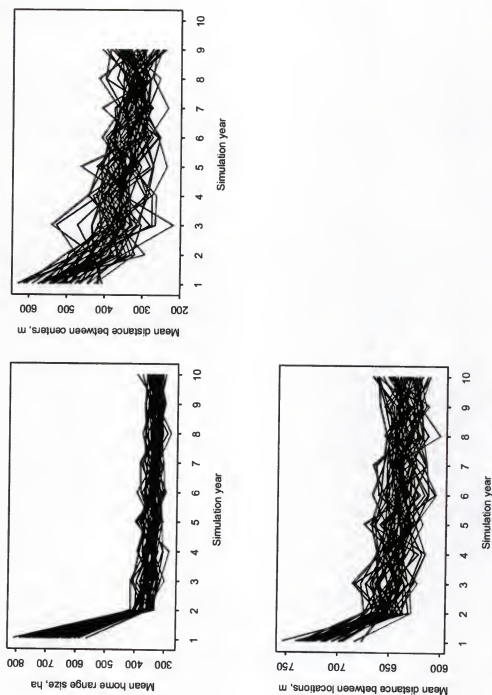 Mean home range size, ha
800
700
600
500
400
300
1 2 3 4 5 6 7 8 9 10
Simulation year
Mean distance between centers, m
600
500
400
300
200
1 2 3 4 5 6 7 8 9 10
Simulation year
Mean distance between locations, m
750
700
650
600
1 2 3 4 5 6 7 8 9 10
Simulation year